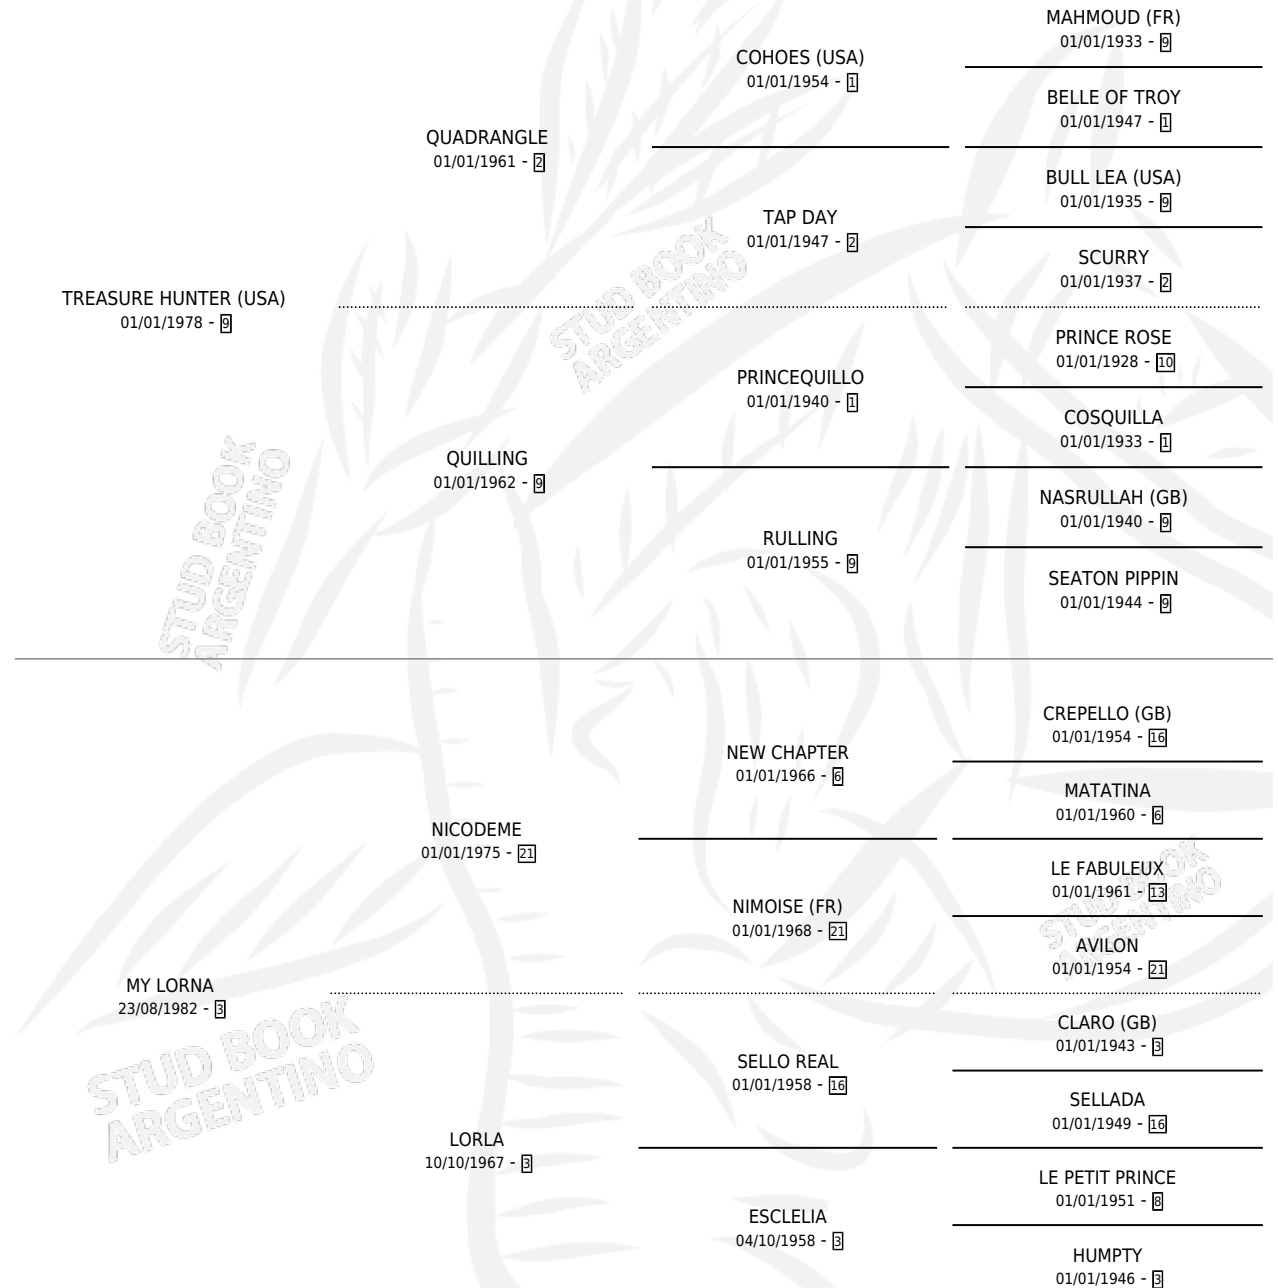 MAHMOUD (FR)
01/01/1933 - 9
COHOES (USA)
01/01/1954 - 1
BELLE OF TROY
01/01/1947 - 1
QUADRANGLE
01/01/1961 - 2
BULL LEA (USA)
01/01/1935 - 9
TAP DAY
01/01/1947 - 2
SCURRY
01/01/1937 - 2
TREASURE HUNTER (USA)
01/01/1978 - 9
PRINCE ROSE
01/01/1928 - 10
PRINCEQUILLO
01/01/1940 - 1
COSQUILLA
01/01/1933 - 1
QUILLING
01/01/1962 - 9
NASRULLAH (GB)
01/01/1940 - 9
RULLING
01/01/1955 - 9
SEATON PIPPIN
01/01/1944 - 9
CREPELLO (GB)
01/01/1954 - 16
NEW CHAPTER
01/01/1966 - 6
MATATINA
01/01/1960 - 6
NICODEME
01/01/1975 - 21
LE FABULEUX
01/01/1961 - 13
NIMOISE (FR)
01/01/1968 - 21
AVILON
01/01/1954 - 21
MY LORNA
23/08/1982 - 3
CLARO (GB)
01/01/1943 - 3
SELLO REAL
01/01/1958 - 16
SELLADA
01/01/1949 - 16
LORLA
10/10/1967 - 3
LE PETIT PRINCE
01/01/1951 - 8
ESCLELIA
04/10/1958 - 3
HUMPTY
01/01/1946 - 3
STUD BOOK
ARGENTINO
STUD BOOK
ARGENTINO
STUD BOOK
ARGENTINO
STUD BOOK
ARGENTINO